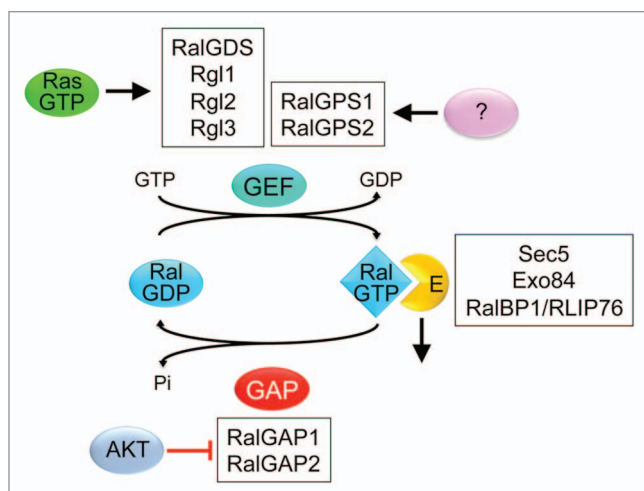 Ras
GTP
RalGDS
Rgl1
Rgl2
Rgl3
RalGPS1
RalGPS2
?
GTP
GEF
GDP
Ral
GDP
Ral
GTP
E
Sec5
Exo84
RalBP1/RLIP76
Pi
GAP
AKT
RalGAP1
RalGAP2